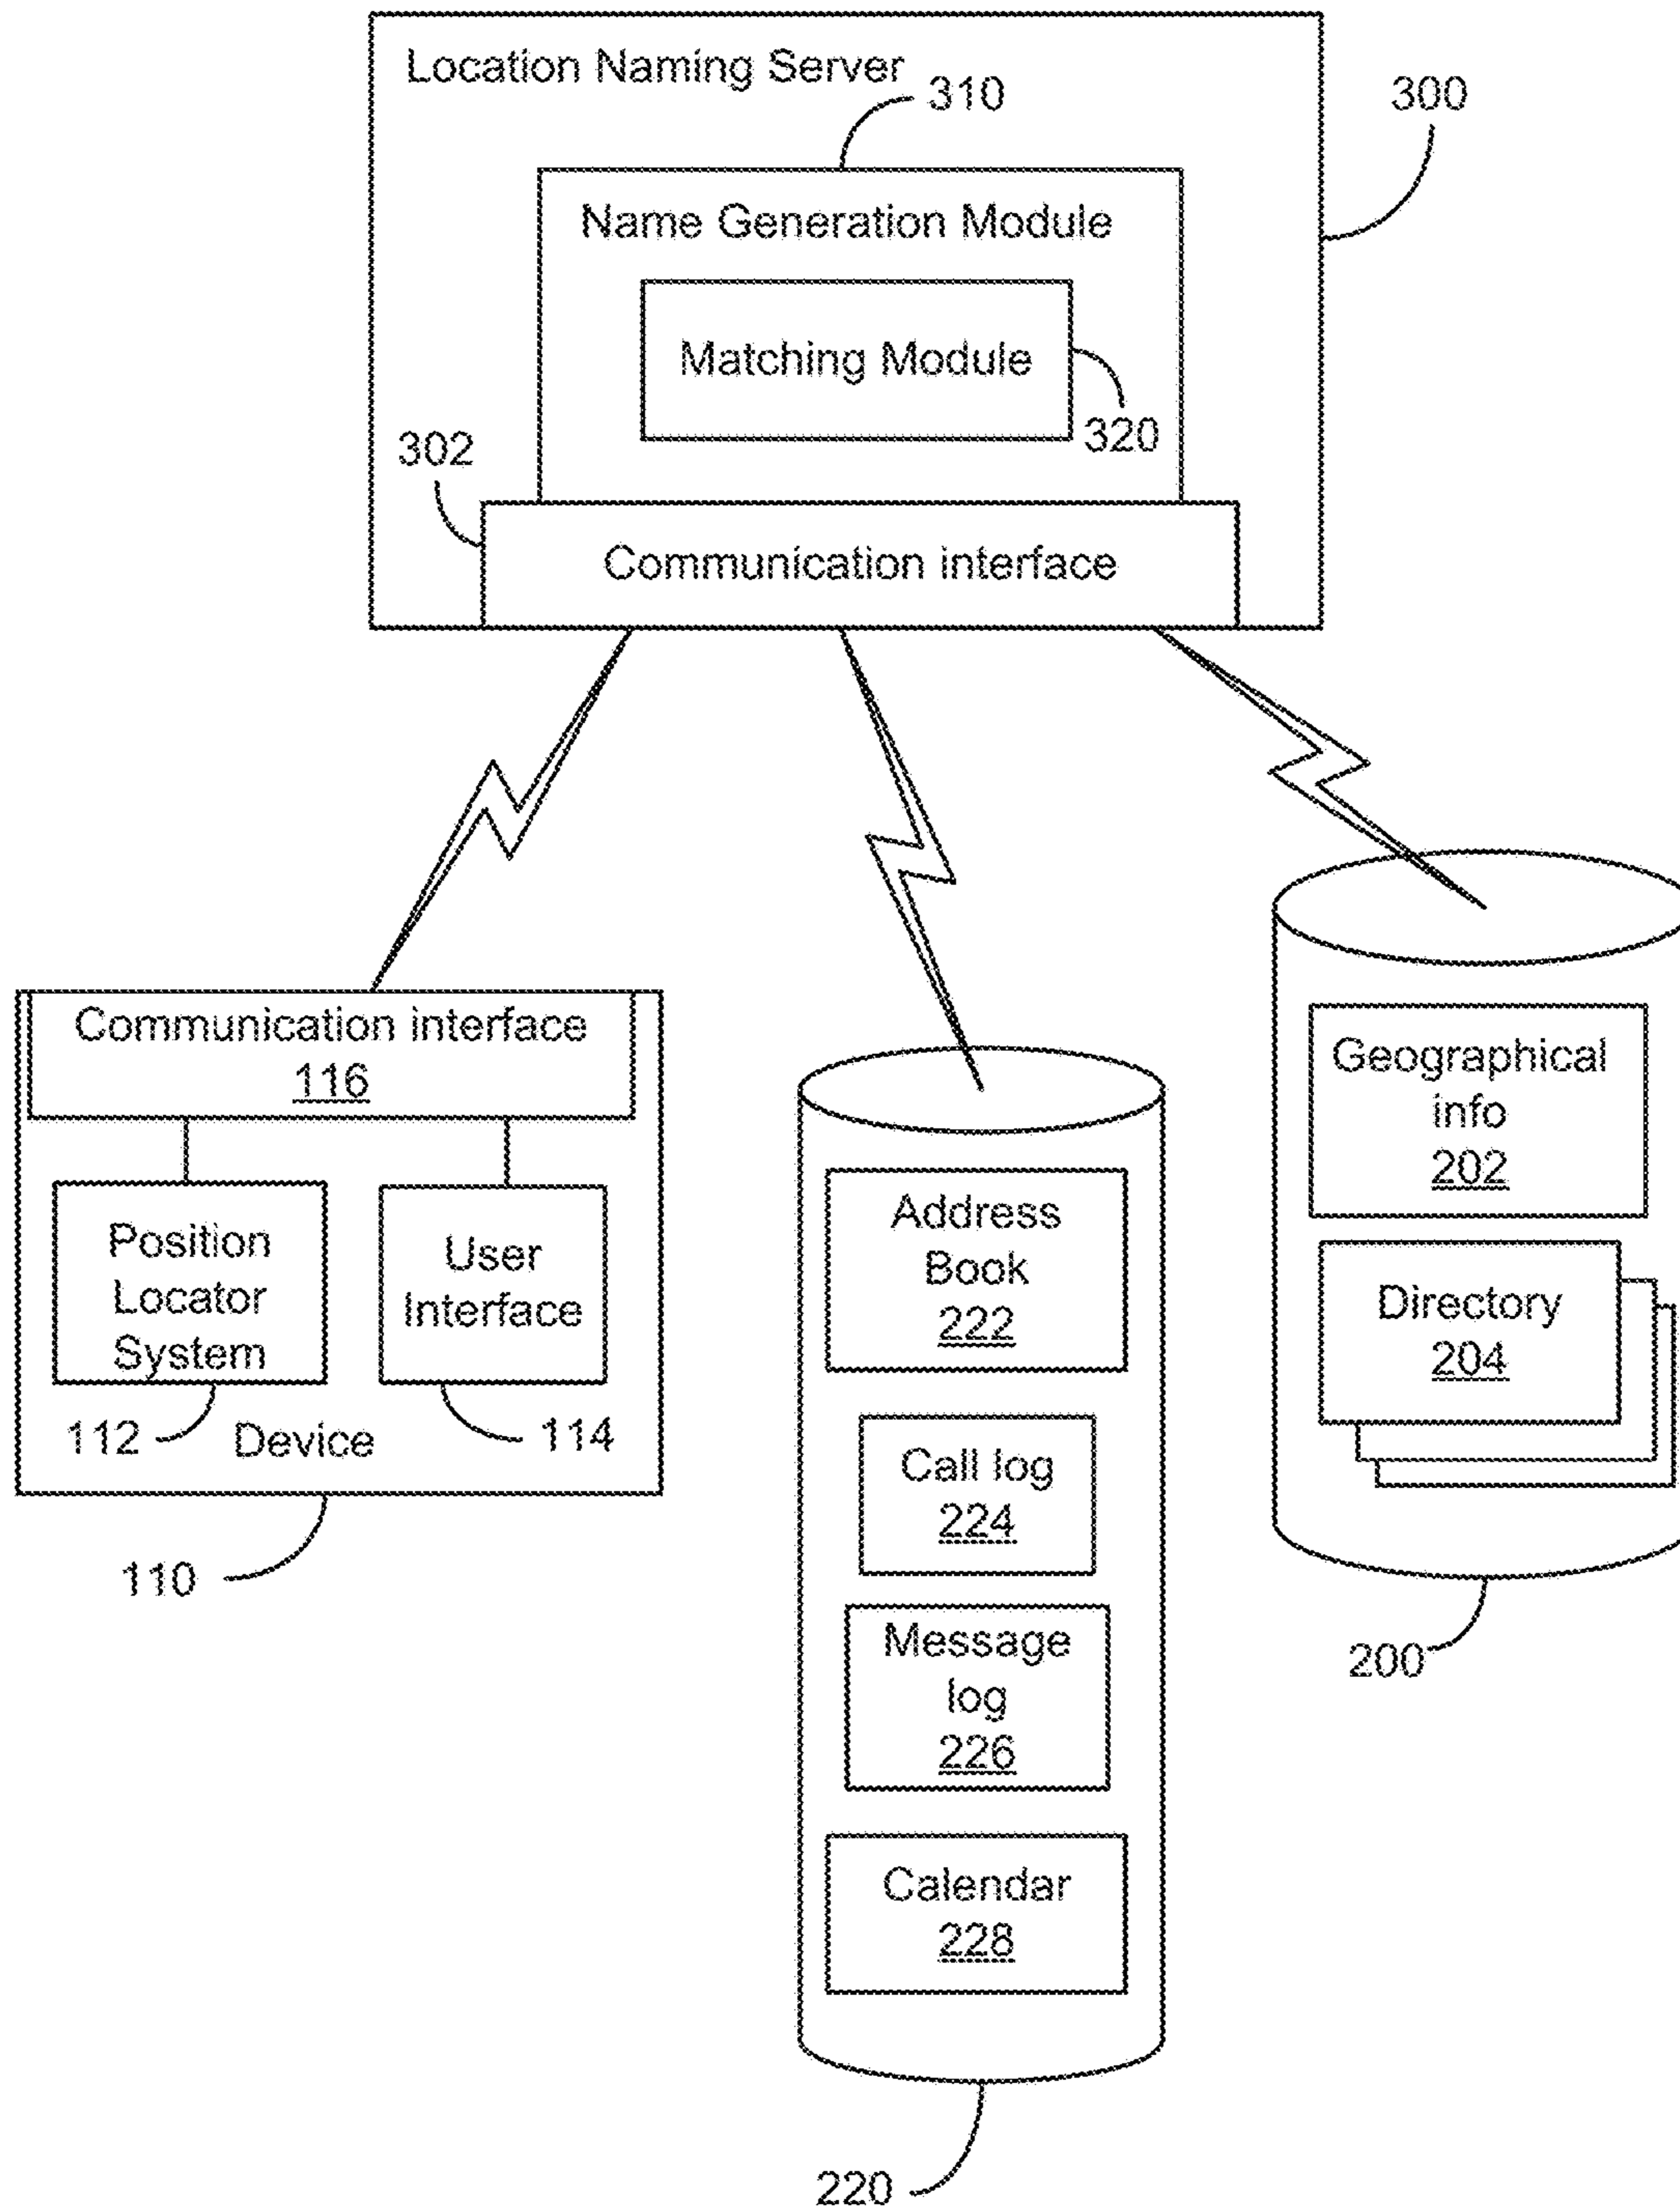 Location Naming Server
310
300
Name Generation Module
Matching Module
320
302
Communication interface
Communication interface
116
Position
Locator
System
User
Interface
112
Device
114
110
Address
Book
222
Call log
224
Message
log
226
Calendar
228
220
Geographical
info
202
Directory
204
200